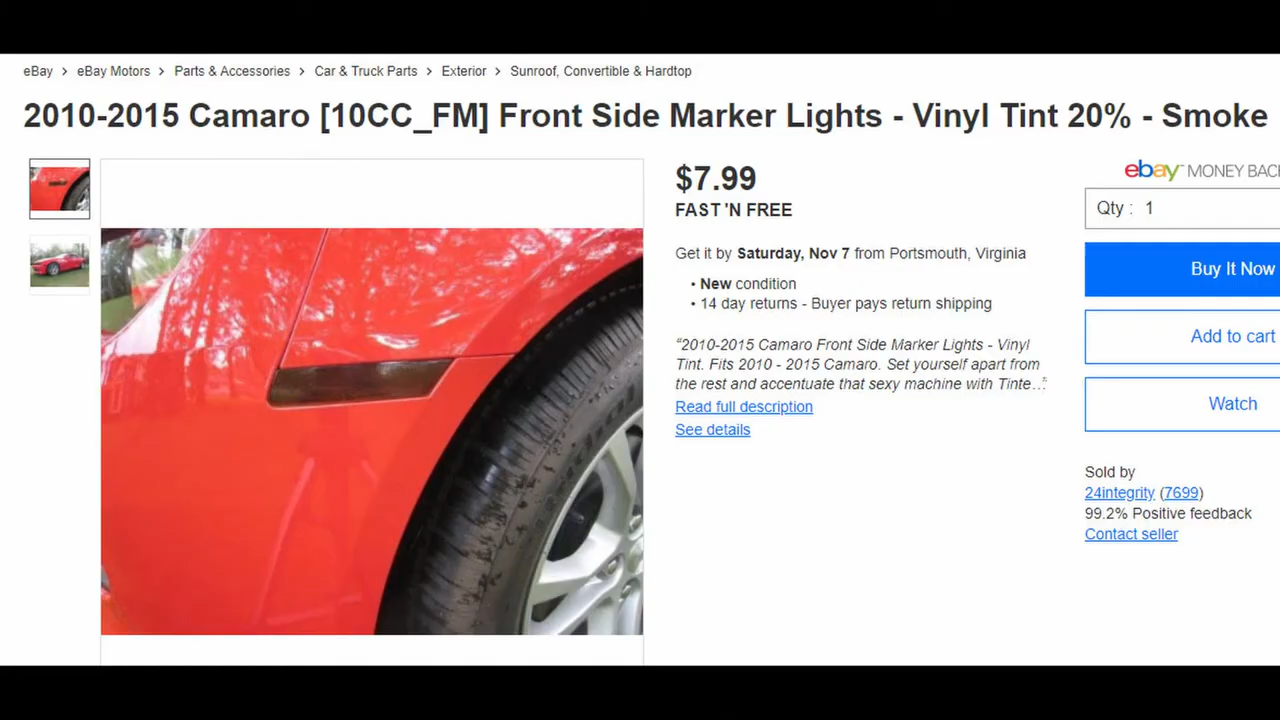 eBay > eBay Motors > Parts & Accessories > Car & Truck Parts > Exterior > Sunroof, Convertible & Hardtop
2010-2015 Camaro [10CC_FM] Front Side Marker Lights - Vinyl Tint 20% - Smoke
$7.99
FAST 'N FREE
Get it by Saturday, Nov 7 from Portsmouth, Virginia
• New condition
• 14 day returns - Buyer pays return shipping
“2010-2015 Camaro Front Side Marker Lights - Vinyl
Tint. Fits 2010 - 2015 Camaro. Set yourself apart from
the rest and accentuate that sexy machine with Tinte…”
Read full description
See details
ebay MONEY BACK
Qty : 1
Buy It Now
Add to cart
Watch
Sold by
24integrity (7699)
99.2% Positive feedback
Contact seller